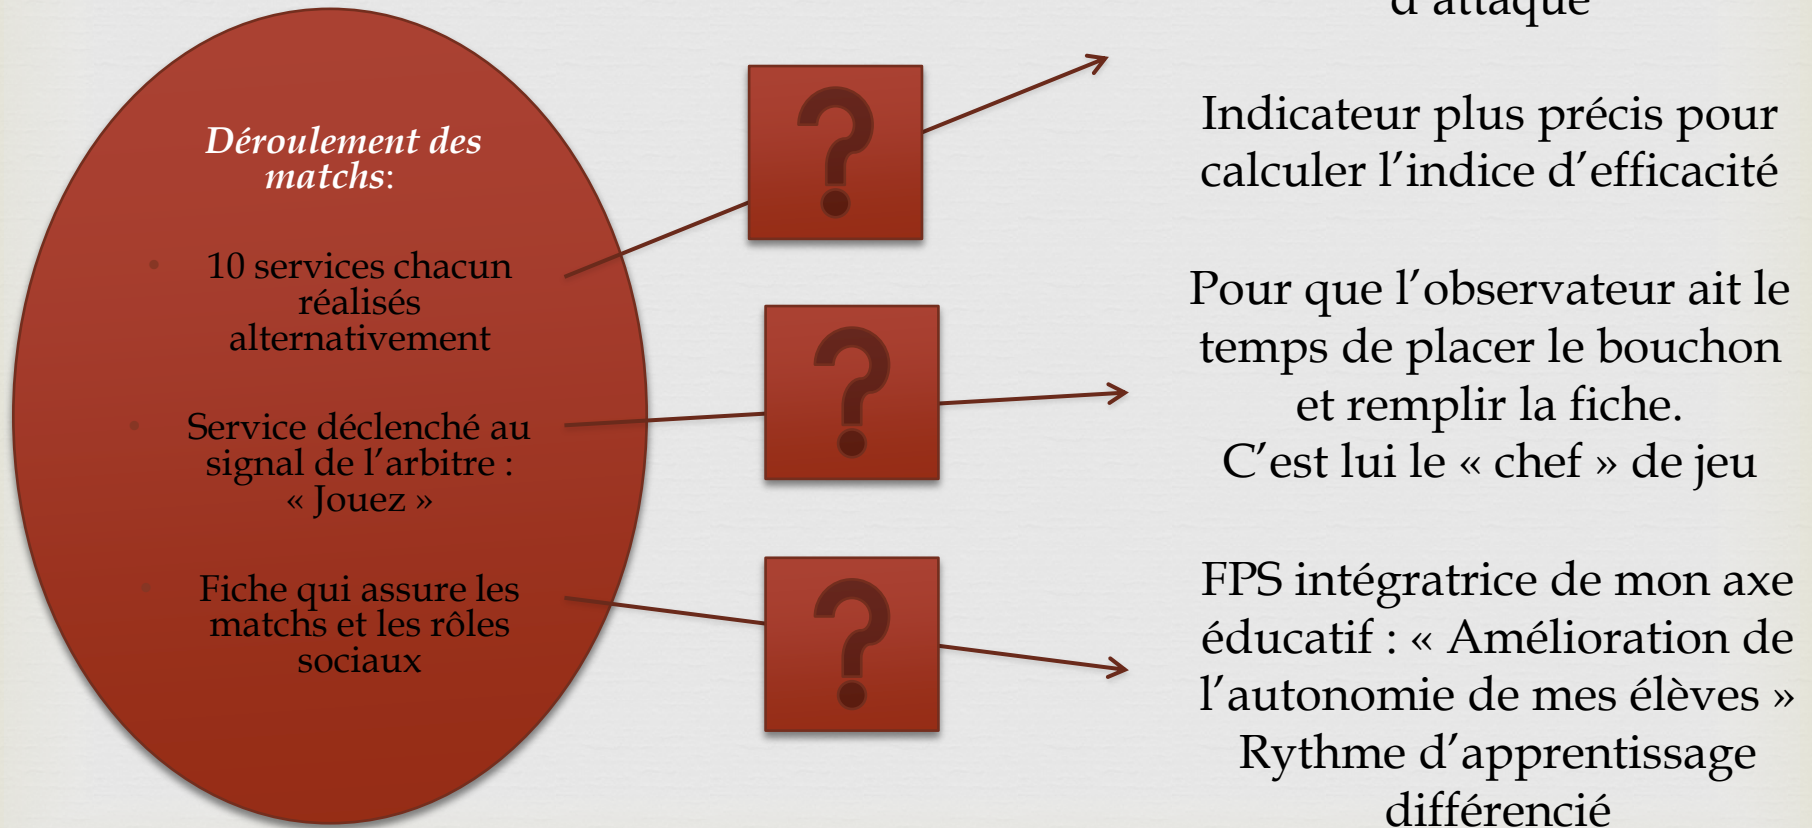 Déroulement des
matchs:
• 10 services chacun
réalisés
alternativement
• Service déclenché au
signal de l’arbitre :
« Jouez »
• Fiche qui assure les
matchs et les rôles
sociaux
?
?
?
d’attaque
Indicateur plus précis pour
calculer l’indice d’efficacité
Pour que l’observateur ait le
temps de placer le bouchon
et remplir la fiche.
C’est lui le « chef » de jeu
FPS intégratrice de mon axe
éducatif : « Amélioration de
l’autonomie de mes élèves »
Rythme d’apprentissage
différencié